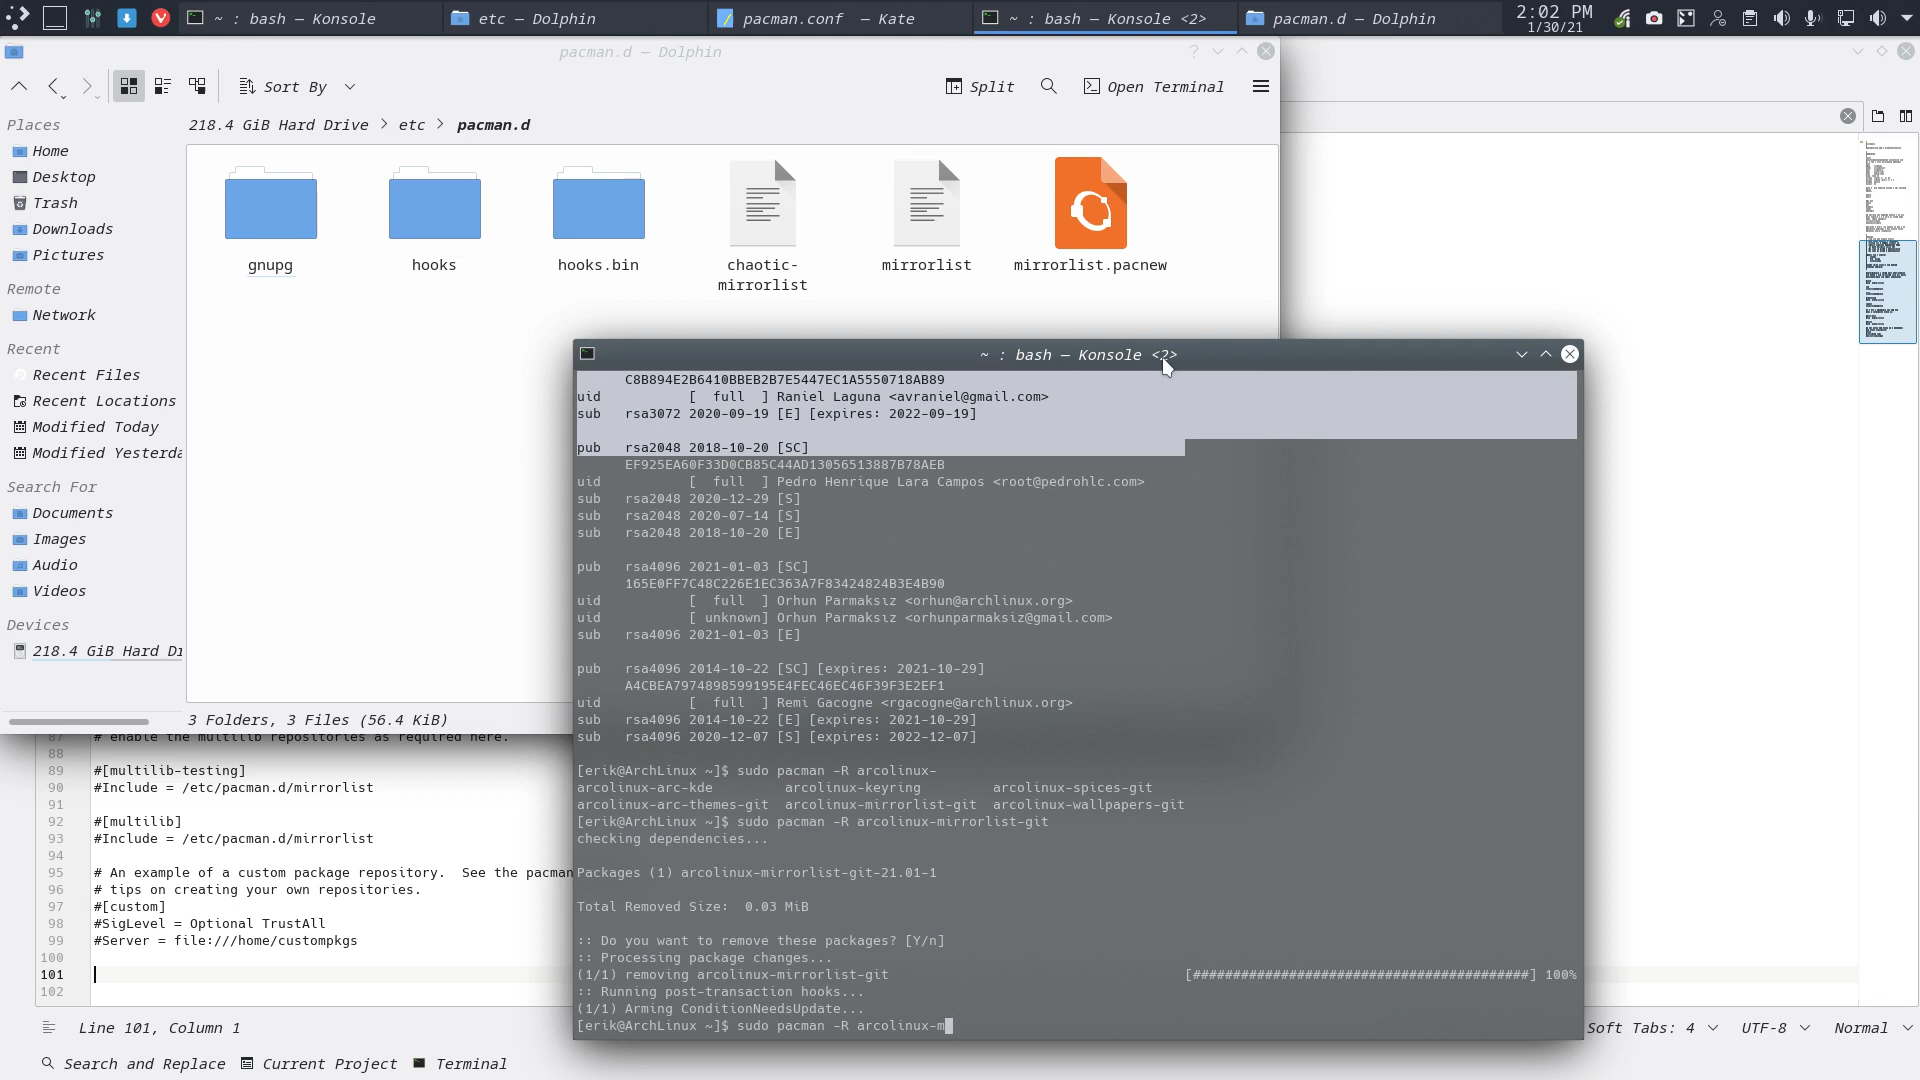 ~ : bash — Konsole
etc — Dolphin
pacman.conf — Kate
~ : bash — Konsole <2>
pacman.d — Dolphin
2:02 PM
1/30/21
pacman.d — Dolphin
Sort By
Split
Open Terminal
Places
218.4 GiB Hard Drive > etc > pacman.d
Home
Desktop
Trash
Downloads
Pictures
Remote
Network
Recent
Recent Files
Recent Locations
Modified Today
Modified Yesterda
Search For
Documents
Images
Audio
Videos
Devices
218.4 GiB Hard Dr
gnupg
hooks
hooks.bin
chaotic-
mirrorlist
mirrorlist
mirrorlist.pacnew
3 Folders, 3 Files (56.4 KiB)
~ : bash — Konsole <2>
C8B894E2B6410BBEB2B7E5447EC1A5550718AB89
uid [ full ] Raniel Laguna <avraniel@gmail.com>
sub rsa3072 2020-09-19 [E] [expires: 2022-09-19]
pub rsa2048 2018-10-20 [SC]
EF925EA60F33D0CB85C44AD13056513887B78AEB
uid [ full ] Pedro Henrique Lara Campos <root@pedrohlc.com>
sub rsa2048 2020-12-29 [S]
sub rsa2048 2020-07-14 [S]
sub rsa2048 2018-10-20 [E]
pub rsa4096 2021-01-03 [SC]
165E0FF7C48C226E1EC363A7F83424824B3E4B90
uid [ full ] Orhun Parmaksız <orhun@archlinux.org>
uid [ unknown] Orhun Parmaksız <orhunparmaksiz@gmail.com>
sub rsa4096 2021-01-03 [E]
pub rsa4096 2014-10-22 [SC] [expires: 2021-10-29]
A4CBEA7974898599195E4FEC46EC46F39F3E2EF1
uid [ full ] Remi Gacogne <rgacogne@archlinux.org>
sub rsa4096 2014-10-22 [E] [expires: 2021-10-29]
sub rsa4096 2020-12-07 [S] [expires: 2022-12-07]
[erik@ArchLinux ~]$ sudo pacman -R arcolinux-
arcolinux-arc-kde arcolinux-keyring arcolinux-spices-git
arcolinux-arc-themes-git arcolinux-mirrorlist-git arcolinux-wallpapers-git
[erik@ArchLinux ~]$ sudo pacman -R arcolinux-mirrorlist-git
checking dependencies...
Packages (1) arcolinux-mirrorlist-git-21.01-1
Total Removed Size: 0.03 MiB
:: Do you want to remove these packages? [Y/n]
:: Processing package changes...
(1/1) removing arcolinux-mirrorlist-git [##########################################] 100%
:: Running post-transaction hooks...
(1/1) Arming ConditionNeedsUpdate...
[erik@ArchLinux ~]$ sudo pacman -R arcolinux-m
87 # enable the multilib repositories as required here.
88
89 #[multilib-testing]
90 #Include = /etc/pacman.d/mirrorlist
91
92 #[multilib]
93 #Include = /etc/pacman.d/mirrorlist
94
95 # An example of a custom package repository. See the pacman
96 # tips on creating your own repositories.
97 #[custom]
98 #SigLevel = Optional TrustAll
99 #Server = file:///home/custompkgs
100
101
102
Line 101, Column 1
Soft Tabs: 4
UTF-8
Normal
Search and Replace
Current Project
Terminal